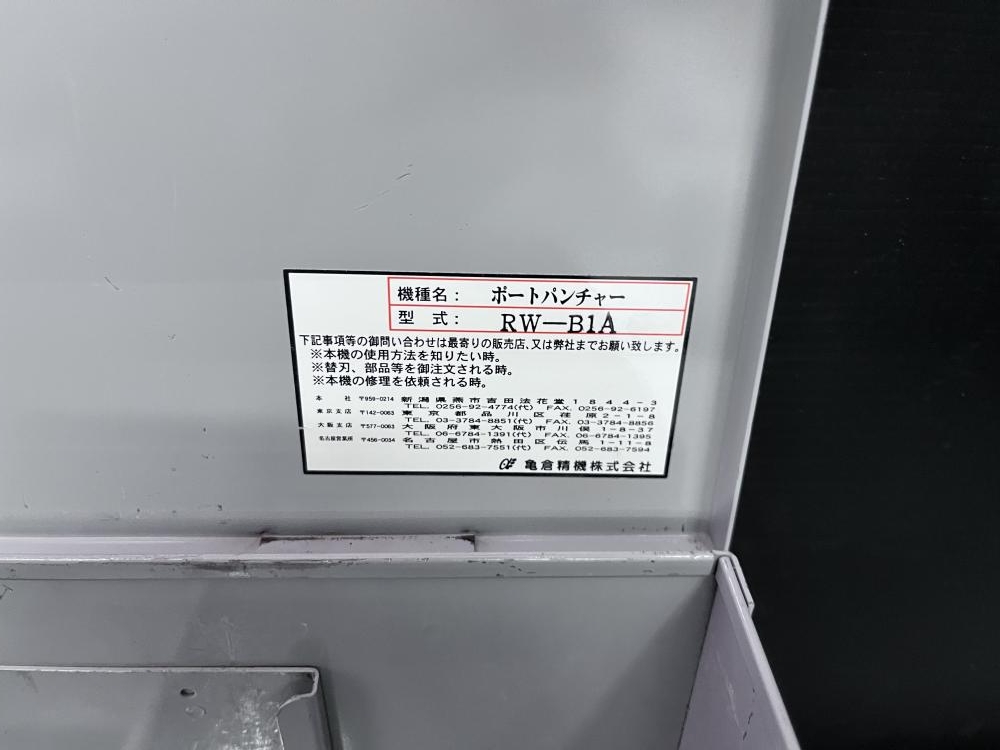 機種名： ポートパンチャー
型　式： RW－B1A
下記事項等の御問い合わせは最寄りの販売店、又は弊社までお願い致します。
※本機の使用方法を知りたい時。
※替刃、部品等を御注文される時。
※本機の修理を依頼される時。
本　社 〒959-0214 新潟県燕市吉田法花堂1844-3
TEL. 0256-92-4774(代) FAX. 0256-92-6197
東京支店 〒142-0063 東京都品川区荏原2-1-8
TEL. 03-3784-8851(代) FAX. 03-3784-8856
大阪支店 〒577-0063 大阪府東大阪市川俣1-8-37
TEL. 06-6784-1391(代) FAX. 06-6784-1395
名古屋営業所 〒456-0034 名古屋市熱田区伝馬1-11-8
TEL. 052-683-7551(代) FAX. 052-683-7594
亀倉精機株式会社